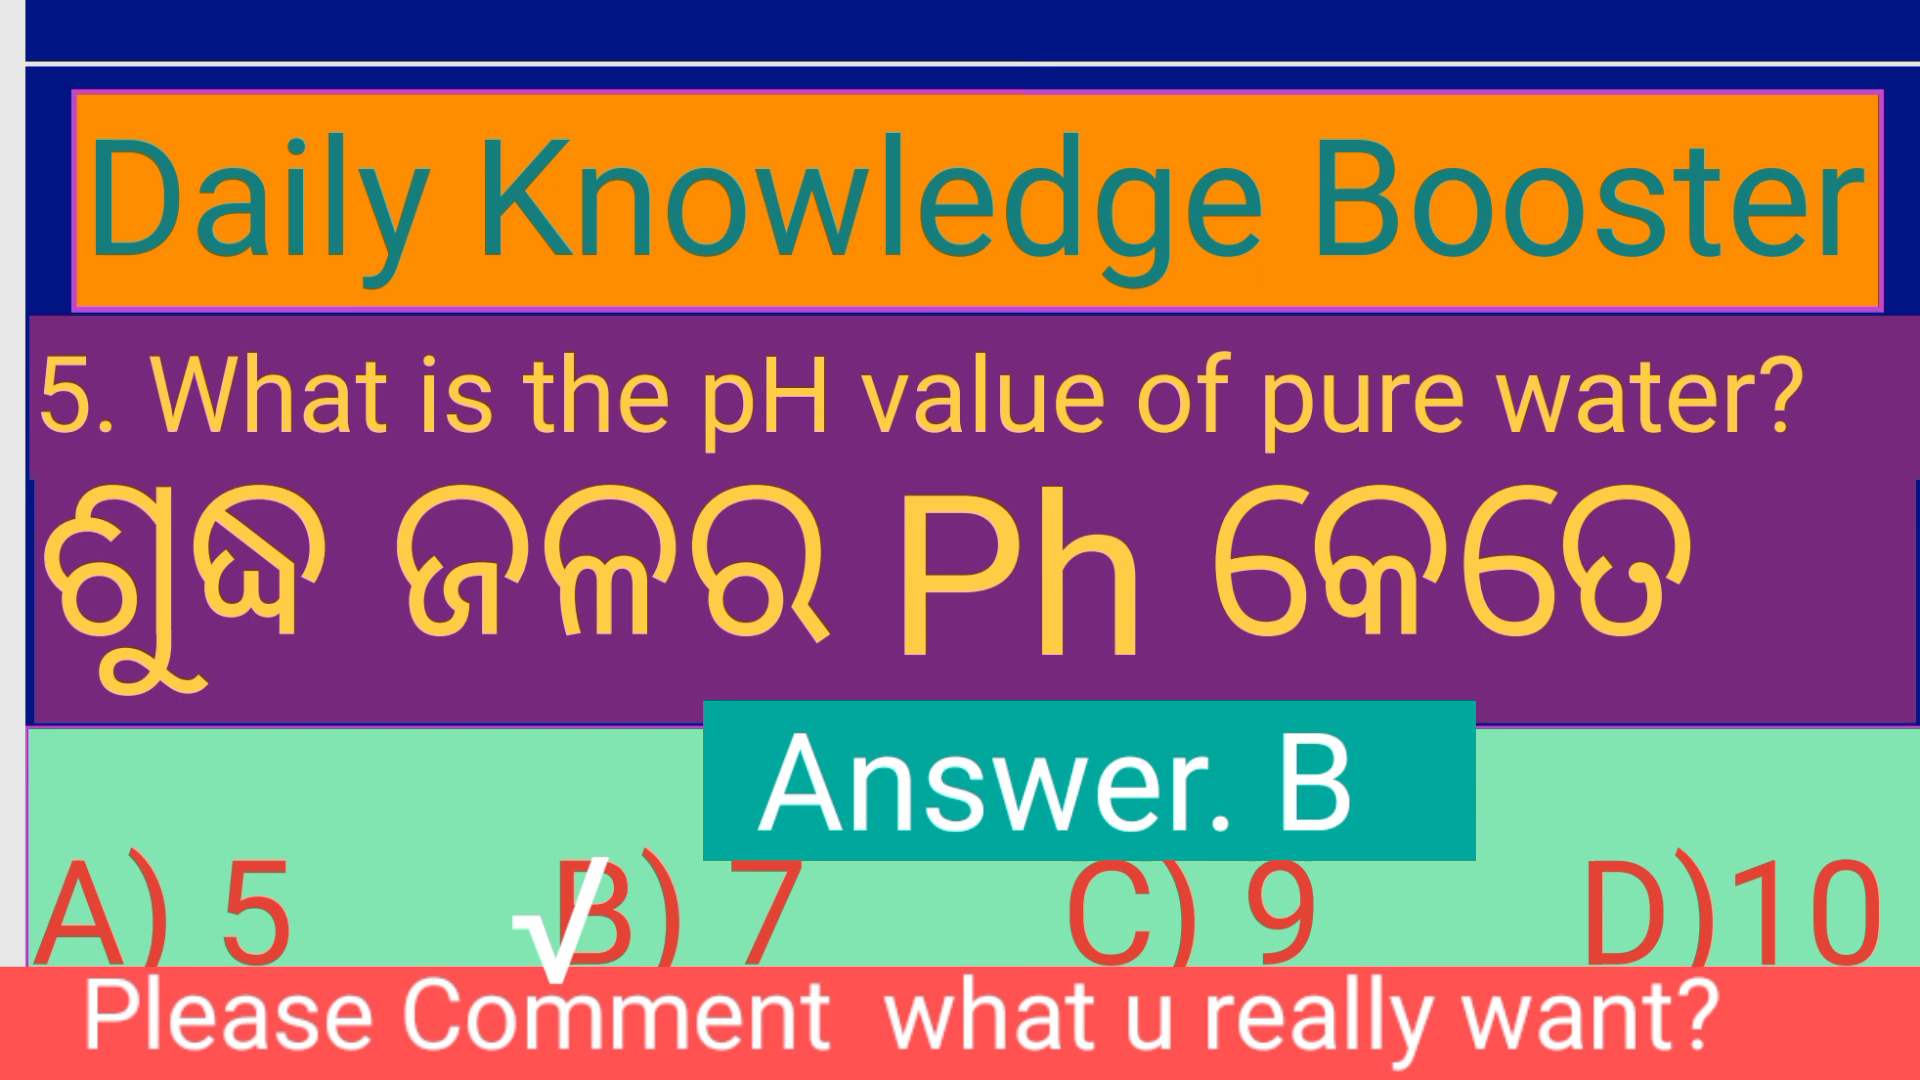 Daily Knowledge Booster
5. What is the pH value of pure water?
ଶୁଦ୍ଧ ଜଳର Ph କେତେ
Answer. B
A) 5 √B) 7 C) 9 D)10
Please Comment what u really want?